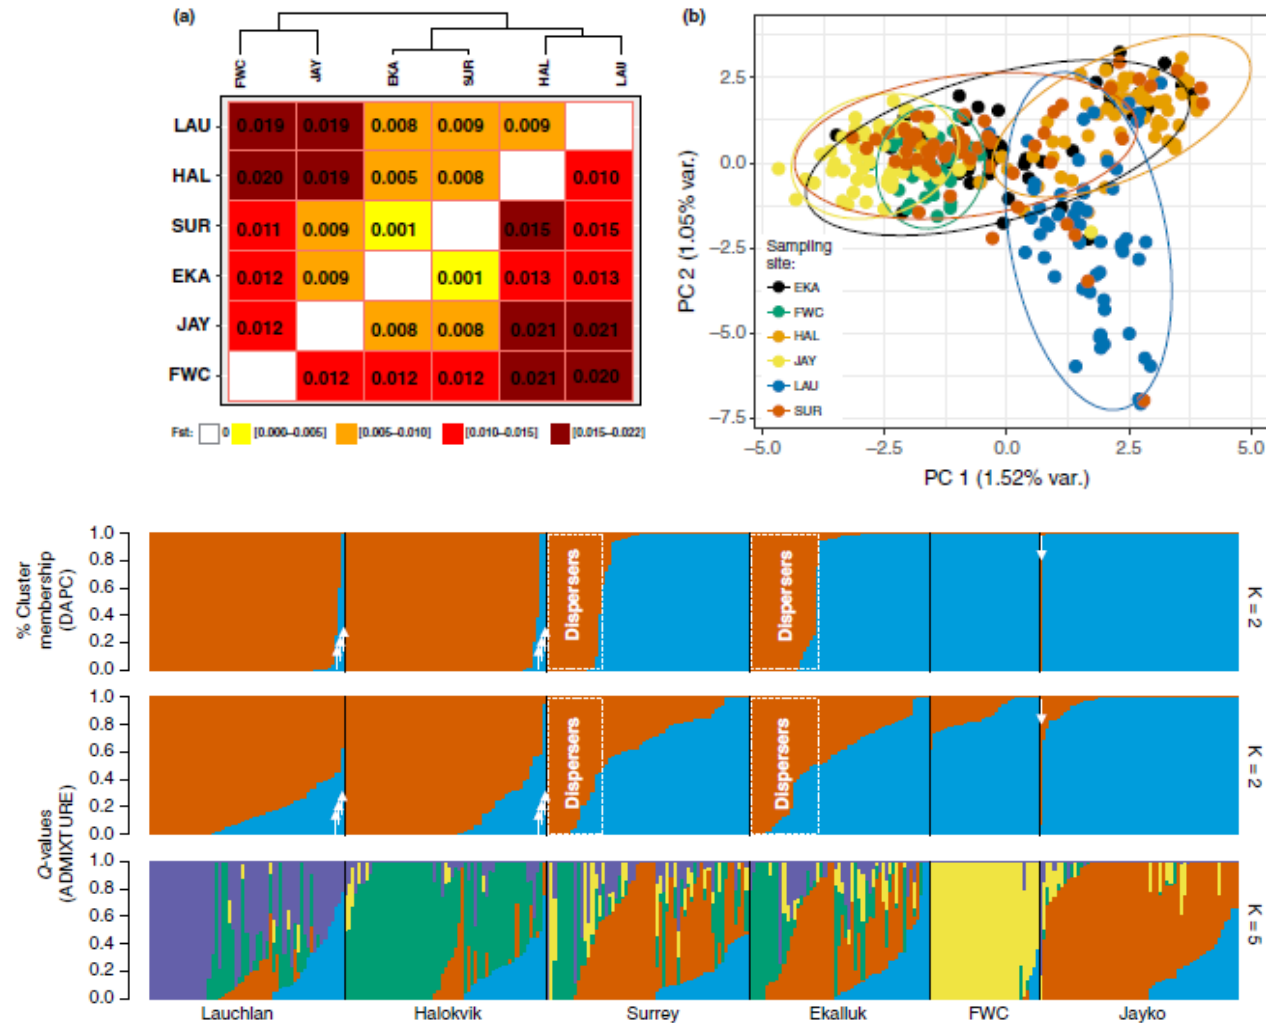 (a)
FWC JAY EKA SUR HAL LAU
LAU 0.019 0.019 0.008 0.009 0.009
HAL 0.020 0.019 0.005 0.008 0.010
SUR 0.011 0.009 0.001 0.015 0.015
EKA 0.012 0.009 0.001 0.013 0.013
JAY 0.012 0.008 0.008 0.021 0.021
FWC 0.012 0.012 0.012 0.021 0.020
Fst: 0 [0.000–0.005] [0.005–0.010] [0.010–0.015] [0.015–0.022]
(b)
2.5
0.0
−2.5
−5.0
−7.5
PC 2 (1.05% var.)
Sampling
site:
EKA
FWC
HAL
JAY
LAU
SUR
−5.0 −2.5 0.0 2.5 5.0
PC 1 (1.52% var.)
% Cluster
membership
(DAPC)
1.0
0.8
0.6
0.4
0.2
0.0
Dispersers
Dispersers
K = 2
Q-values
(ADMIXTURE)
1.0
0.8
0.6
0.4
0.2
0.0
Dispersers
Dispersers
K = 2
1.0
0.8
0.6
0.4
0.2
0.0
K = 5
Lauchlan Halokvik Surrey Ekalluk FWC Jayko